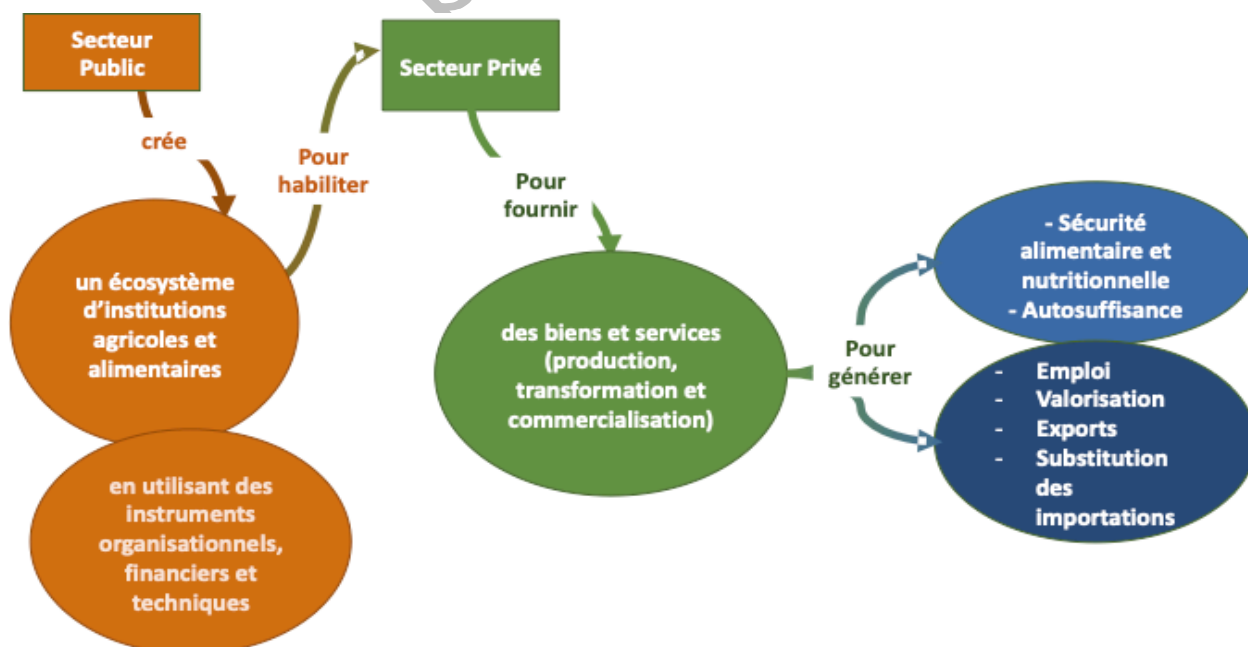 Secteur
Public
crée
un écosystème
d'institutions
agricoles et
alimentaires
en utilisant des
instruments
organisationnels,
financiers et
techniques
Pour
habiliter
Secteur Privé
Pour
fournir
des biens et services
(production,
transformation et
commercialisation)
Pour
générer
- Sécurité
alimentaire et
nutritionnelle
- Autosuffisance
- Emploi
- Valorisation
- Exports
- Substitution
des
importations